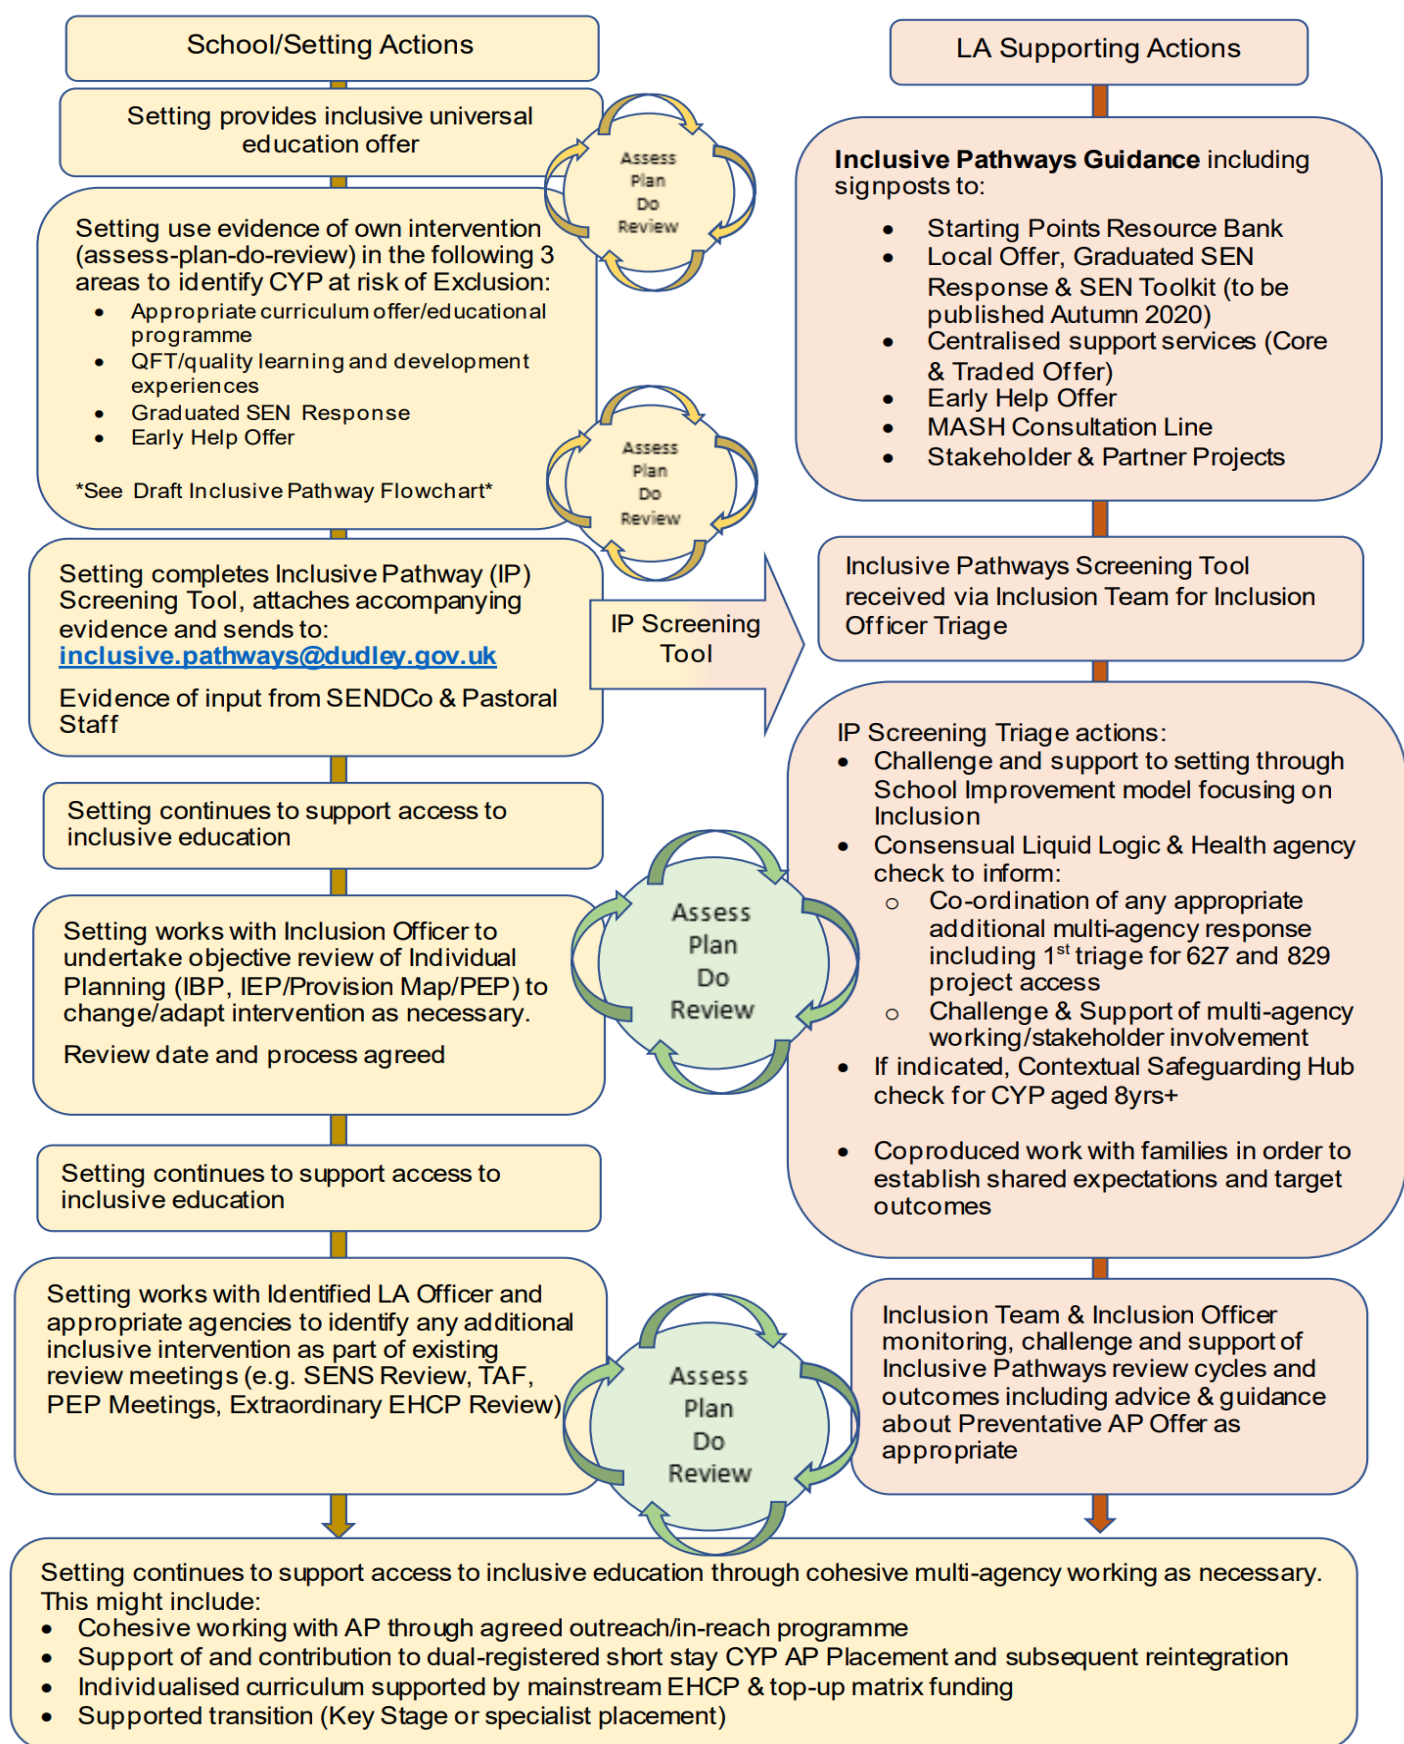 School/Setting Actions
Setting provides inclusive universal
education offer
Assess
Plan
Do
Review
Setting use evidence of own intervention
(assess-plan-do-review) in the following 3
areas to identify CYP at risk of Exclusion:
• Appropriate curriculum offer/educational
programme
• QFT/quality learning and development
experiences
• Graduated SEN Response
• Early Help Offer
*See Draft Inclusive Pathway Flowchart*
Assess
Plan
Do
Review
Setting completes Inclusive Pathway (IP)
Screening Tool, attaches accompanying
evidence and sends to:
inclusive.pathways@dudley.gov.uk
Evidence of input from SENDCo & Pastoral
Staff
IP Screening
Tool
Setting continues to support access to
inclusive education
Setting works with Inclusion Officer to
undertake objective review of Individual
Planning (IBP, IEP/Provision Map/PEP) to
change/adapt intervention as necessary.
Review date and process agreed
Assess
Plan
Do
Review
Setting continues to support access to
inclusive education
Setting works with Identified LA Officer and
appropriate agencies to identify any additional
inclusive intervention as part of existing
review meetings (e.g. SENS Review, TAF,
PEP Meetings, Extraordinary EHCP Review)
Assess
Plan
Do
Review
LA Supporting Actions
Inclusive Pathways Guidance including
signposts to:
• Starting Points Resource Bank
• Local Offer, Graduated SEN
Response & SEN Toolkit (to be
published Autumn 2020)
• Centralised support services (Core
& Traded Offer)
• Early Help Offer
• MASH Consultation Line
• Stakeholder & Partner Projects
Inclusive Pathways Screening Tool
received via Inclusion Team for Inclusion
Officer Triage
IP Screening Triage actions:
• Challenge and support to setting through
School Improvement model focusing on
Inclusion
• Consensual Liquid Logic & Health agency
check to inform:
o Co-ordination of any appropriate
additional multi-agency response
including 1st triage for 627 and 829
project access
o Challenge & Support of multi-agency
working/stakeholder involvement
• If indicated, Contextual Safeguarding Hub
check for CYP aged 8yrs+
• Coproduced work with families in order to
establish shared expectations and target
outcomes
Inclusion Team & Inclusion Officer
monitoring, challenge and support of
Inclusive Pathways review cycles and
outcomes including advice & guidance
about Preventative AP Offer as
appropriate
Setting continues to support access to inclusive education through cohesive multi-agency working as necessary.
This might include:
• Cohesive working with AP through agreed outreach/in-reach programme
• Support of and contribution to dual-registered short stay CYP AP Placement and subsequent reintegration
• Individualised curriculum supported by mainstream EHCP & top-up matrix funding
• Supported transition (Key Stage or specialist placement)